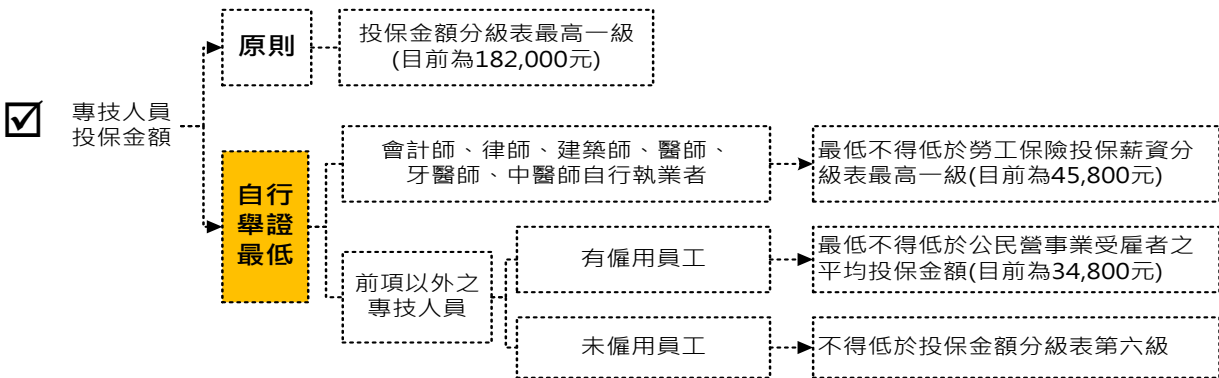 專技人員
投保金額
原則
投保金額分級表最高一級
(目前為182,000元)
自行
舉證
最低
會計師、律師、建築師、醫師、
牙醫師、中醫師自行執業者
最低不得低於勞工保險投保薪資分
級表最高一級(目前為45,800元)
前項以外之
專技人員
有僱用員工
最低不得低於公民營事業受雇者之
平均投保金額(目前為34,800元)
未僱用員工
不得低於投保金額分級表第六級